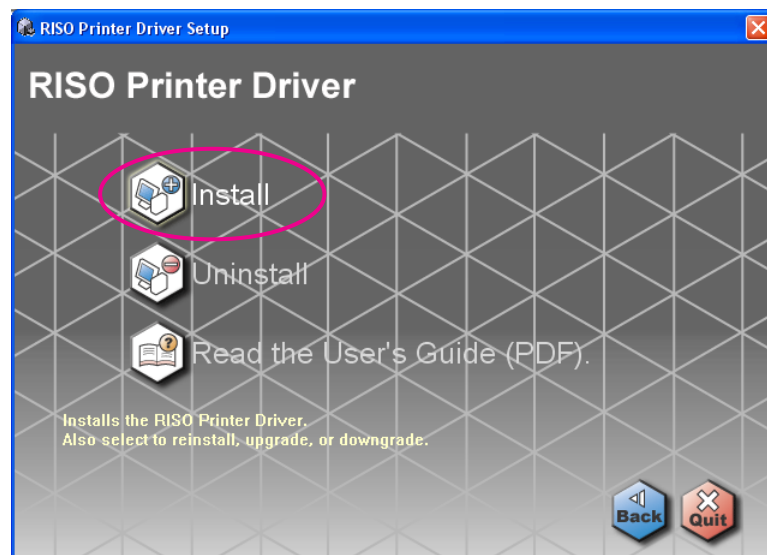 RISO Printer Driver Setup
RISO Printer Driver
Install
Uninstall
Read the User's Guide (PDF).
Installs the RISO Printer Driver.
Also select to reinstall, upgrade, or downgrade.
Back
Quit